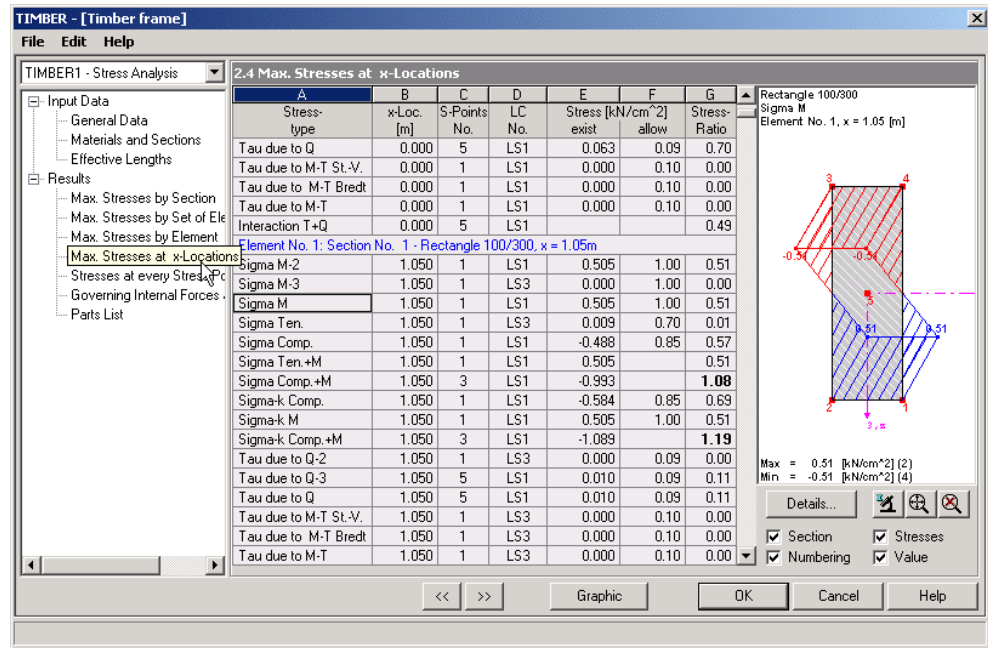 TIMBER - [Timber frame]
File Edit Help
TIMBER1 - Stress Analysis
Input Data
General Data
Materials and Sections
Effective Lengths
Results
Max. Stresses by Section
Max. Stresses by Set of Ele
Max. Stresses by Element
Max. Stresses at x-Locations
Stresses at every Stres Po
Governing Internal Forces
Parts List
2.4 Max. Stresses at x-Locations
A B C D E F G
Stress- x-Loc. S-Points LC Stress [kN/cm^2] Stress-
type [m] No. No. exist allow Ratio
Tau due to Q 0.000 5 LS1 0.063 0.09 0.70
Tau due to M-T St.-V. 0.000 1 LS1 0.000 0.10 0.00
Tau due to M-T Bredt 0.000 1 LS1 0.000 0.10 0.00
Tau due to M-T 0.000 1 LS1 0.000 0.10 0.00
Interaction T+Q 0.000 5 LS1 0.49
Element No. 1: Section No. 1 - Rectangle 100/300, x = 1.05m
Sigma M-2 1.050 1 LS1 0.505 1.00 0.51
Sigma M-3 1.050 1 LS3 0.000 1.00 0.00
Sigma M 1.050 1 LS1 0.505 1.00 0.51
Sigma Ten. 1.050 1 LS3 0.009 0.70 0.01
Sigma Comp. 1.050 1 LS1 -0.488 0.85 0.57
Sigma Ten.+M 1.050 1 LS1 0.505 0.51
Sigma Comp.+M 1.050 3 LS1 -0.993 1.08
Sigma-k Comp. 1.050 1 LS1 -0.584 0.85 0.69
Sigma-k M 1.050 1 LS1 0.505 1.00 0.51
Sigma-k Comp.+M 1.050 3 LS1 -1.089 1.19
Tau due to Q-2 1.050 1 LS3 0.000 0.09 0.00
Tau due to Q-3 1.050 5 LS1 0.010 0.09 0.11
Tau due to Q 1.050 5 LS1 0.010 0.09 0.11
Tau due to M-T St.-V. 1.050 1 LS3 0.000 0.10 0.00
Tau due to M-T Bredt 1.050 1 LS3 0.000 0.10 0.00
Tau due to M-T 1.050 1 LS3 0.000 0.10 0.00
Rectangle 100/300
Sigma M
Element No. 1, x = 1.05 [m]
3 4
-0.51 -0.51
5
0.51 0.51
2 1
Max = 0.51 [kN/cm^2] (2)
Min = -0.51 [kN/cm^2] (4)
Details...
Section Stresses
Numbering Value
<< >> Graphic OK Cancel Help